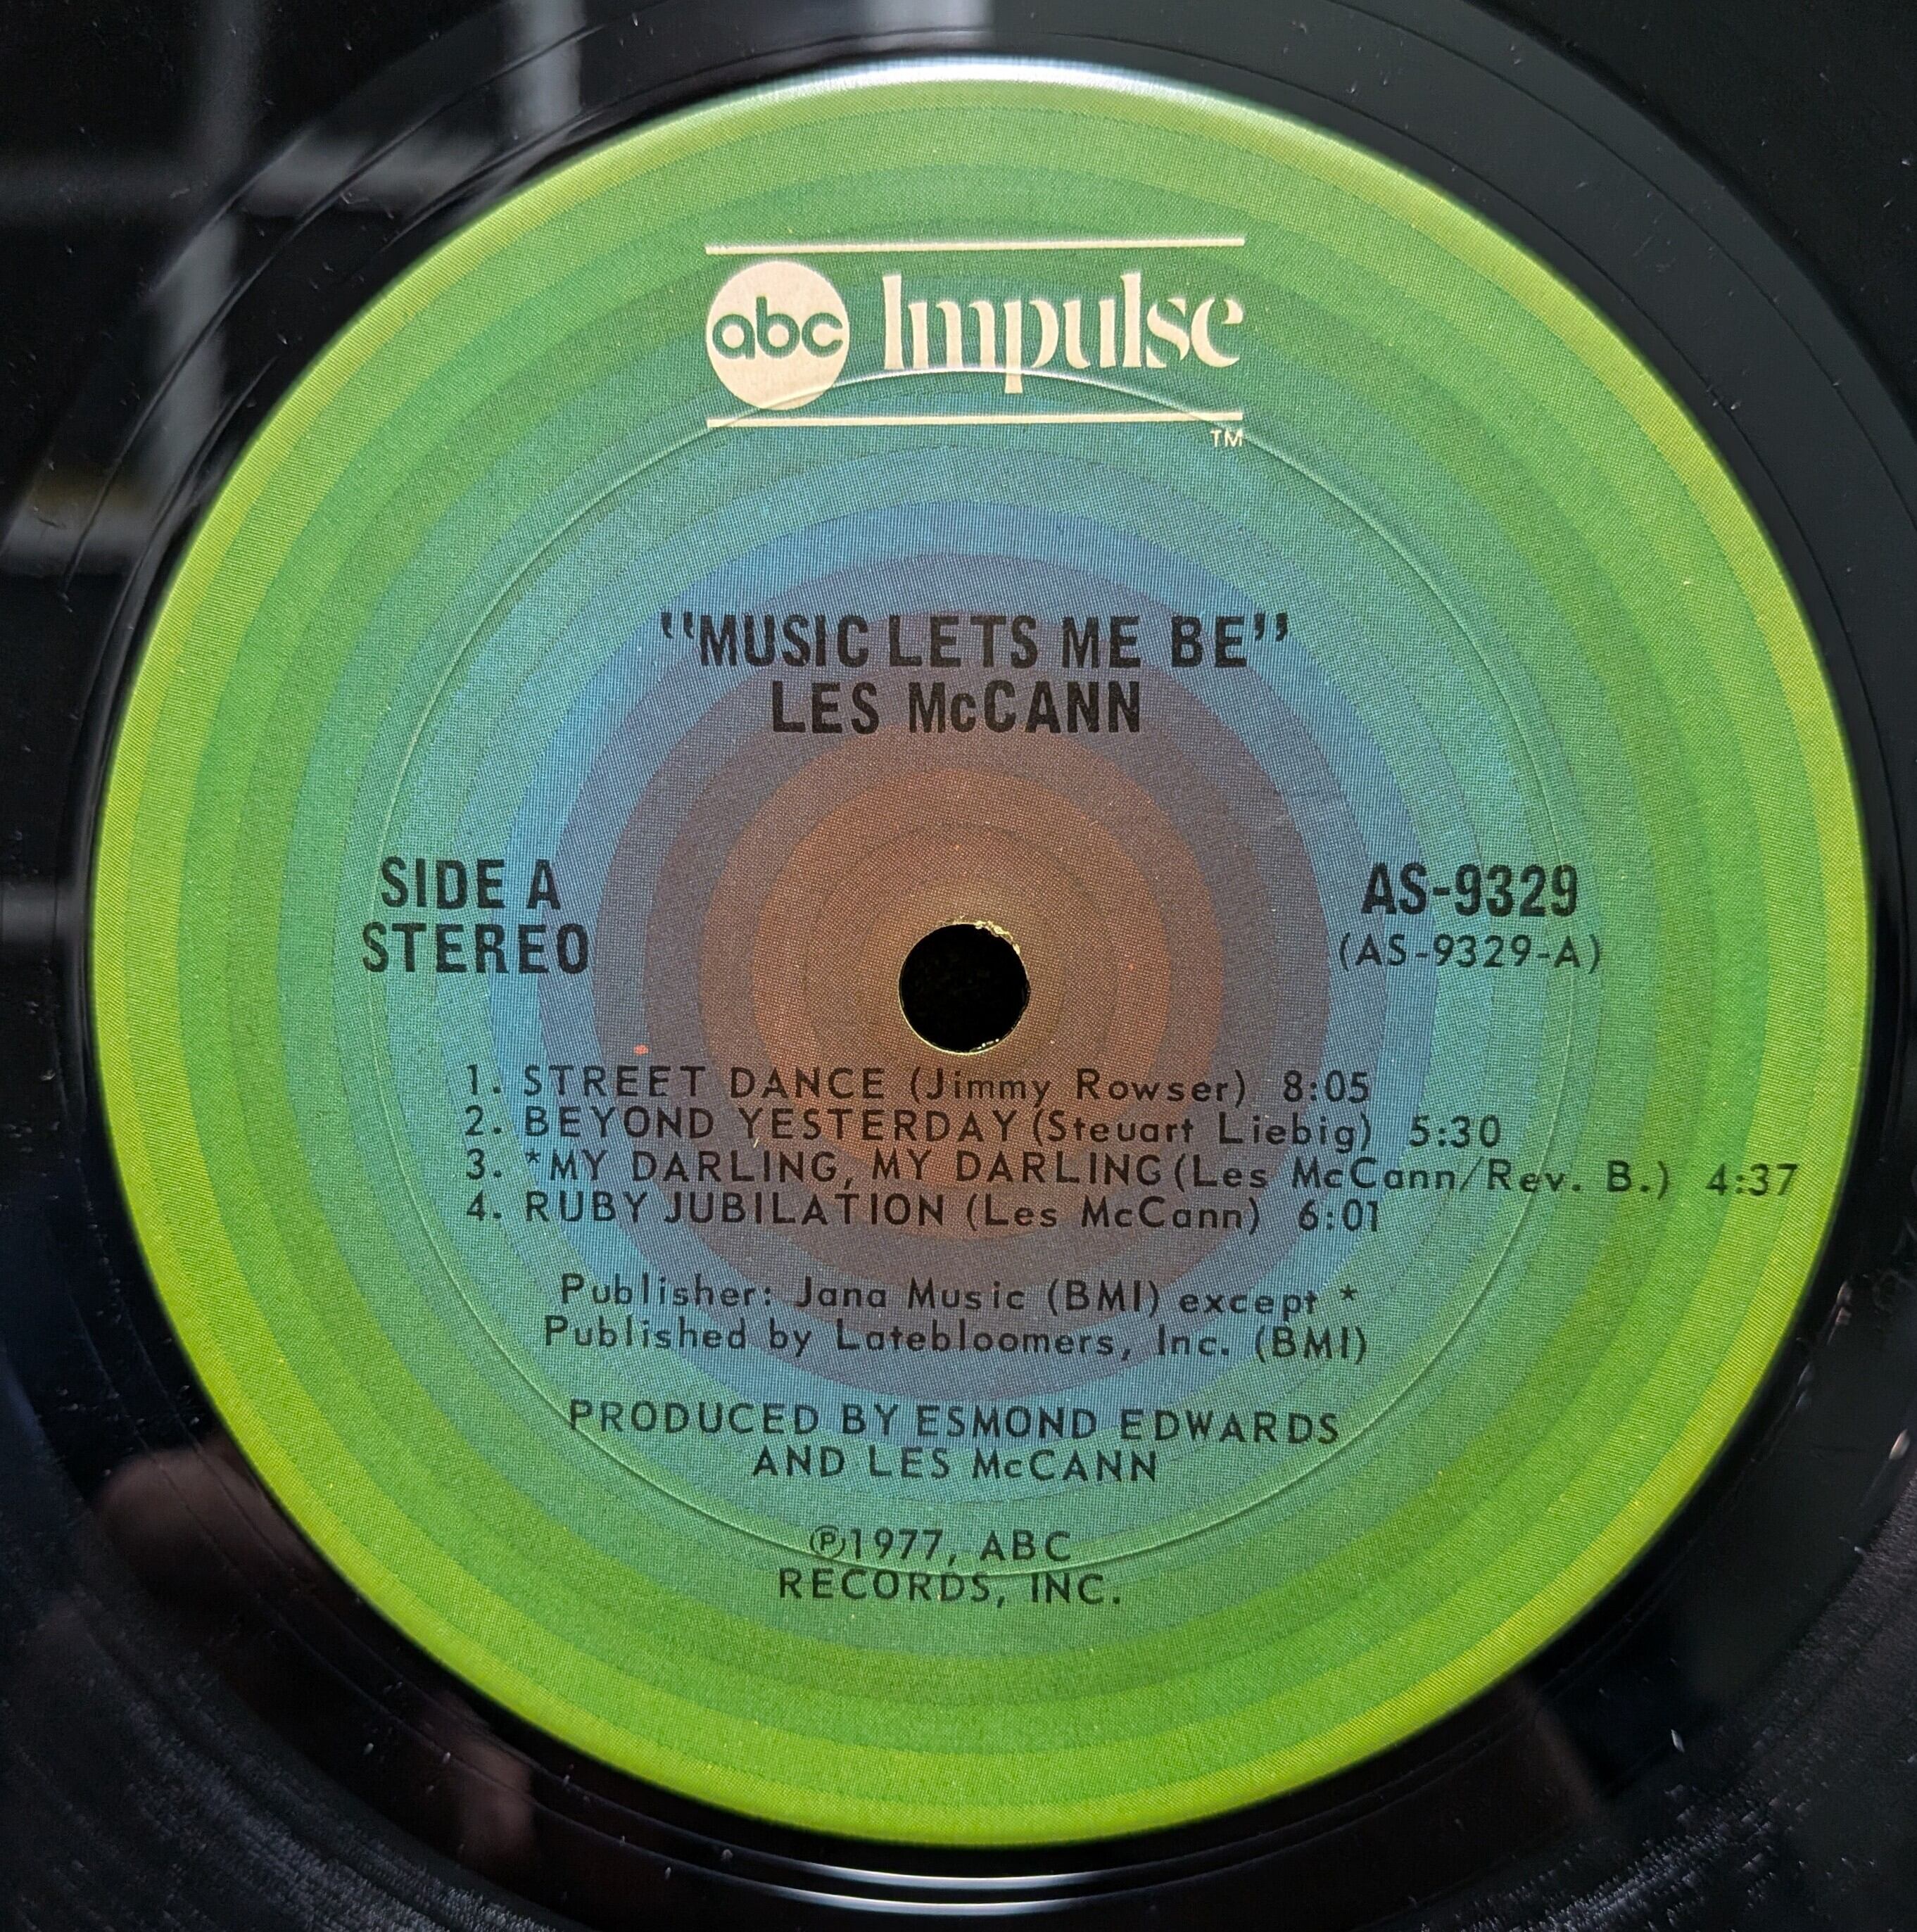 abc Impulse
TM
"MUSIC LETS ME BE"
LES McCANN
SIDE A
STEREO
AS-9329
(AS-9329-A)
1. STREET DANCE (Jimmy Rowser) 8:05
2. BEYOND YESTERDAY (Steuart Liebig) 5:30
3. *MY DARLING, MY DARLING (Les McCann/Rev. B.) 4:37
4. RUBY JUBILATION (Les McCann) 6:01
Publisher: Jana Music (BMI) except *
Published by Latebloomers, Inc. (BMI)
PRODUCED BY ESMOND EDWARDS
AND LES McCANN
℗1977, ABC
RECORDS, INC.